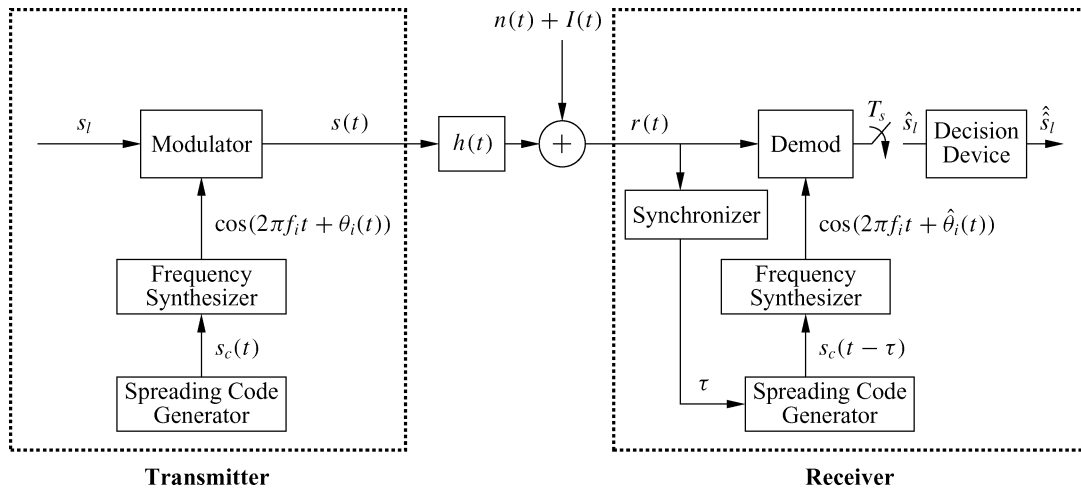 n(t) + I(t)
s_l
Modulator
s(t)
h(t)
+
r(t)
Demod
T_s
ŝ_l
Decision
Device
ŝ̂_l
cos(2πf_i t + θ_i(t))
Synchronizer
cos(2πf_i t + θ̂_i(t))
Frequency
Synthesizer
Frequency
Synthesizer
s_c(t)
s_c(t − τ)
Spreading Code
Generator
τ
Spreading Code
Generator
Transmitter
Receiver